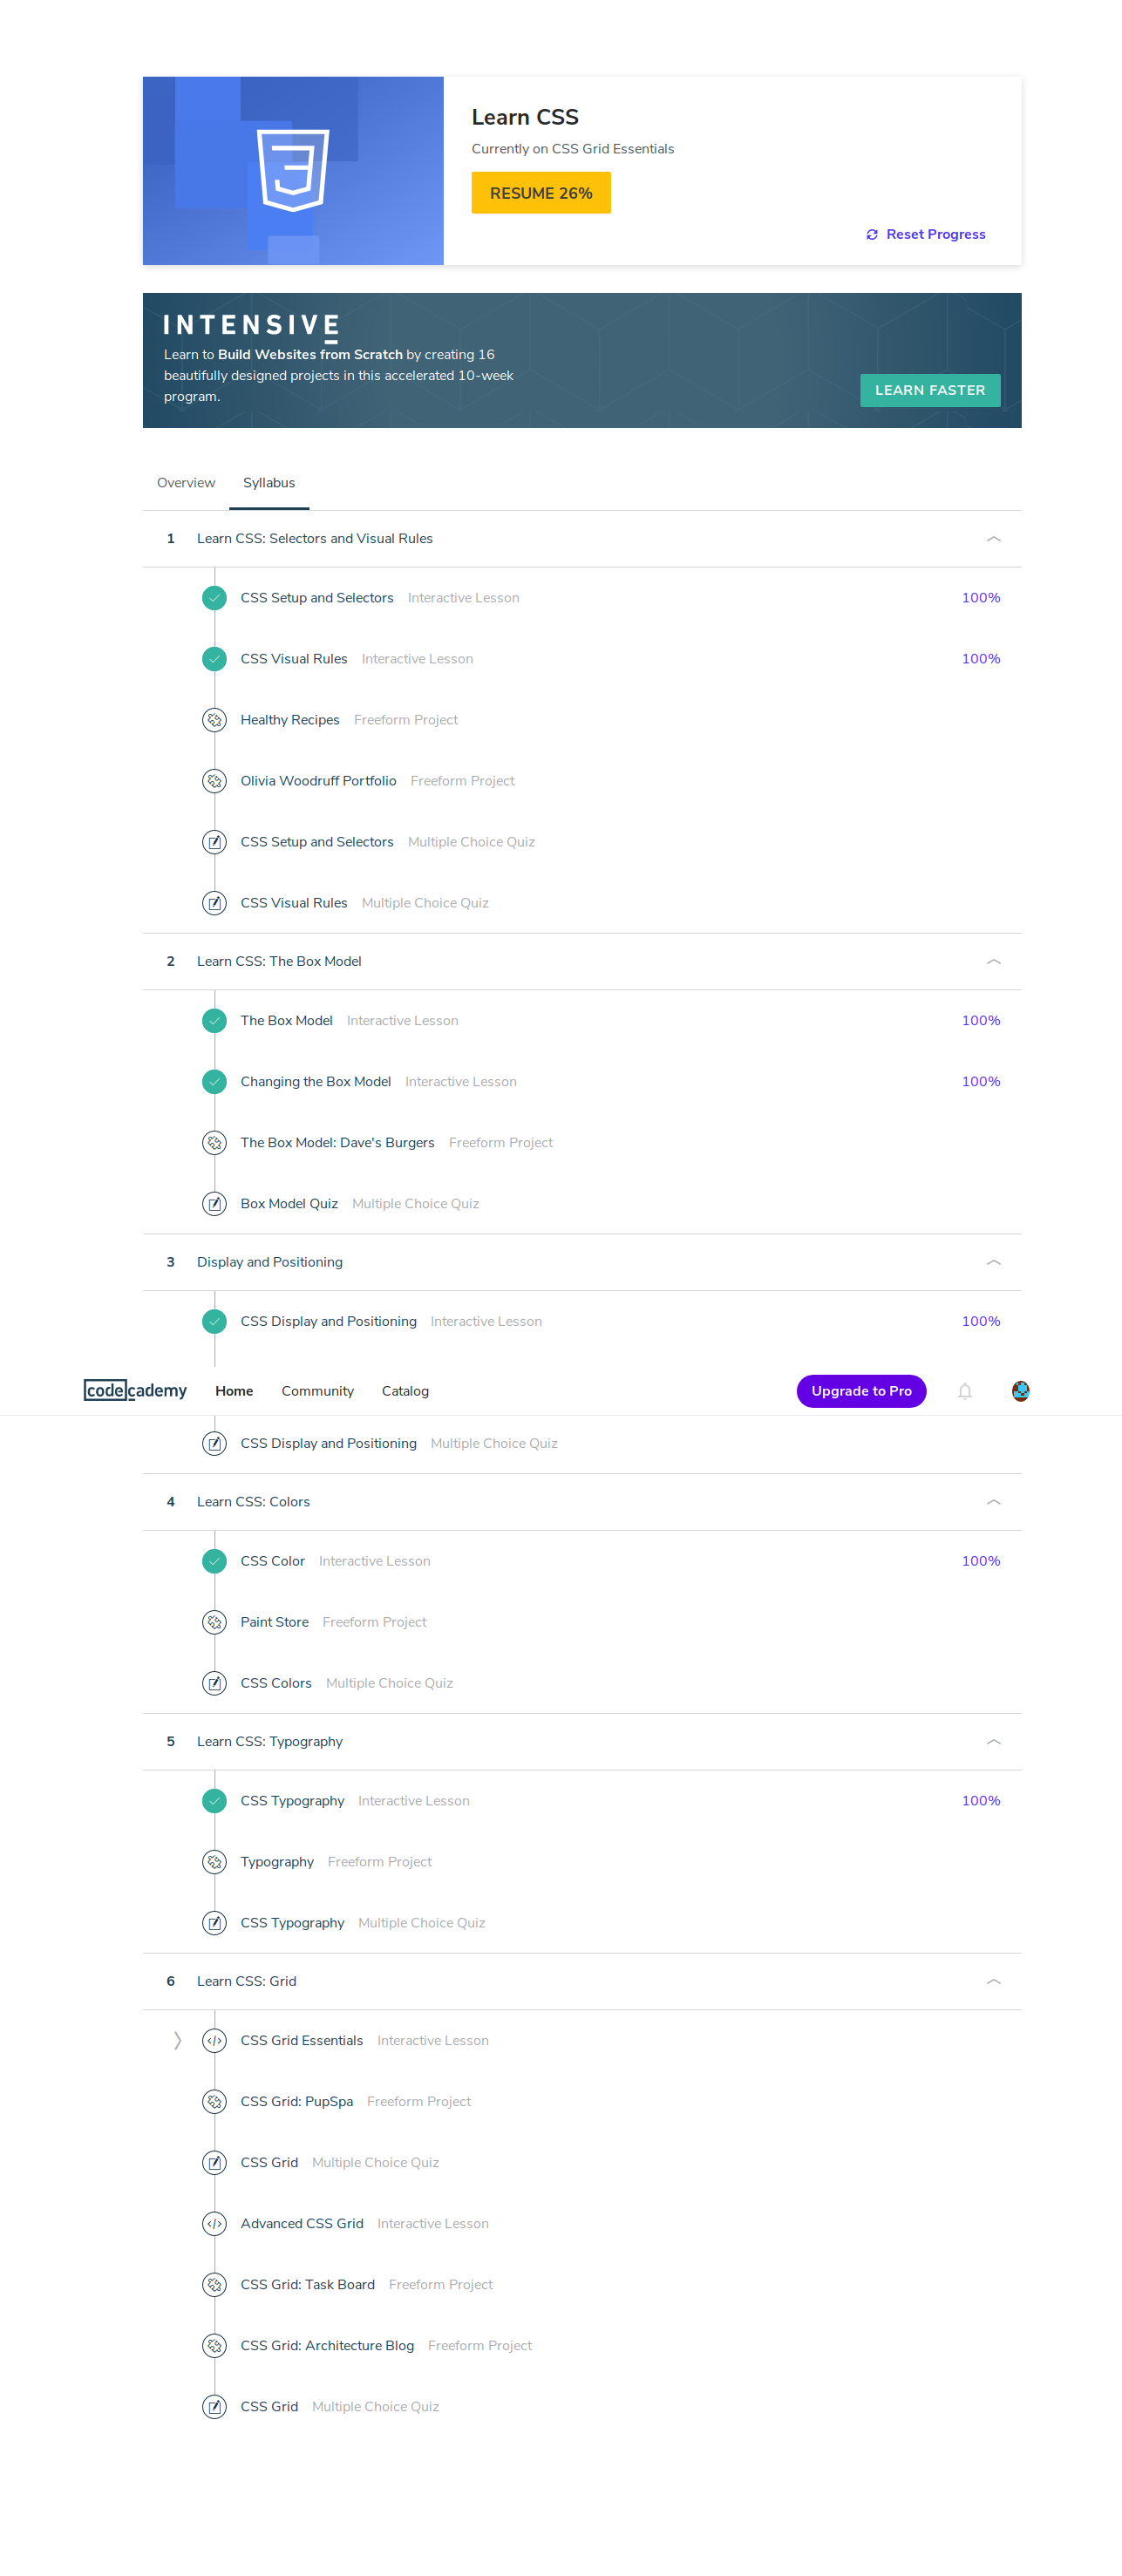 Learn CSS
Currently on CSS Grid Essentials
RESUME 26%
Reset Progress
INTENSIVE
Learn to Build Websites from Scratch by creating 16
beautifully designed projects in this accelerated 10-week
program.
LEARN FASTER
Overview Syllabus
1 Learn CSS: Selectors and Visual Rules
CSS Setup and Selectors Interactive Lesson 100%
CSS Visual Rules Interactive Lesson 100%
Healthy Recipes Freeform Project
Olivia Woodruff Portfolio Freeform Project
CSS Setup and Selectors Multiple Choice Quiz
CSS Visual Rules Multiple Choice Quiz
2 Learn CSS: The Box Model
The Box Model Interactive Lesson 100%
Changing the Box Model Interactive Lesson 100%
The Box Model: Dave's Burgers Freeform Project
Box Model Quiz Multiple Choice Quiz
3 Display and Positioning
CSS Display and Positioning Interactive Lesson 100%
codecademy Home Community Catalog Upgrade to Pro
CSS Display and Positioning Multiple Choice Quiz
4 Learn CSS: Colors
CSS Color Interactive Lesson 100%
Paint Store Freeform Project
CSS Colors Multiple Choice Quiz
5 Learn CSS: Typography
CSS Typography Interactive Lesson 100%
Typography Freeform Project
CSS Typography Multiple Choice Quiz
6 Learn CSS: Grid
CSS Grid Essentials Interactive Lesson
CSS Grid: PupSpa Freeform Project
CSS Grid Multiple Choice Quiz
Advanced CSS Grid Interactive Lesson
CSS Grid: Task Board Freeform Project
CSS Grid: Architecture Blog Freeform Project
CSS Grid Multiple Choice Quiz